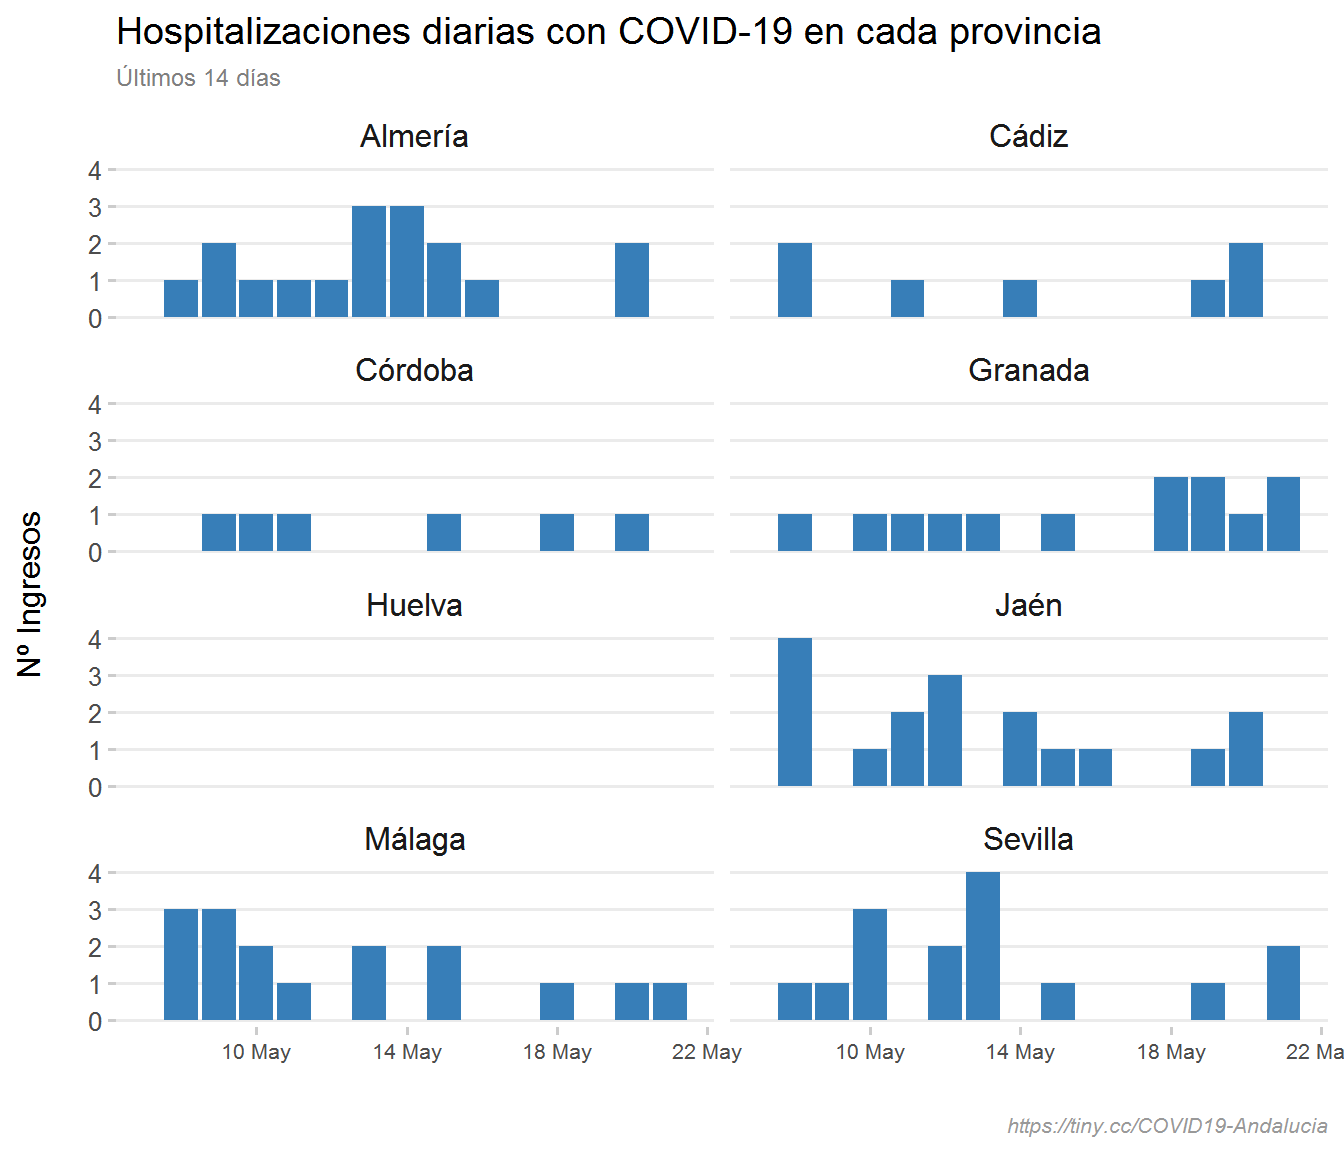 Hospitalizaciones diarias con COVID-19 en cada provincia
Últimos 14 días
Almería
Cádiz
4
3
2
1
0
Córdoba
Granada
4
3
2
1
0
Nº Ingresos
Huelva
Jaén
4
3
2
1
0
Málaga
Sevilla
4
3
2
1
0
10 May 14 May 18 May 22 May 10 May 14 May 18 May 22 Ma
https://tiny.cc/COVID19-Andalucia